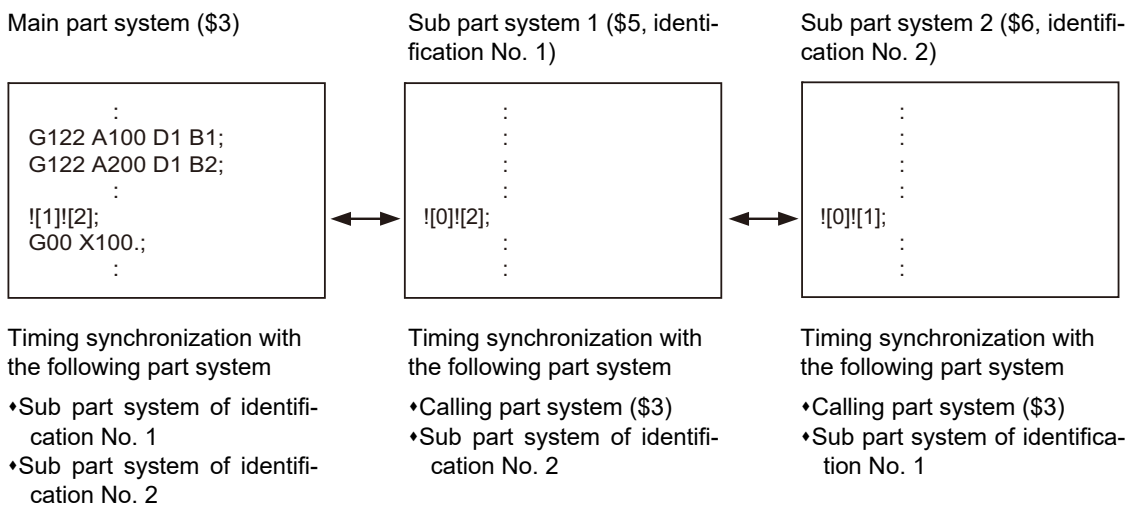 Main part system ($3)
Sub part system 1 ($5, identi-
fication No. 1)
Sub part system 2 ($6, identifi-
cation No. 2)
:
G122 A100 D1 B1;
G122 A200 D1 B2;
:
![1]![2];
G00 X100.;
:
:
:
:
:
![0]![2];
:
:
:
:
:
:
![0]![1];
:
:
Timing synchronization with
the following part system
♦Sub part system of identifi-
cation No. 1
♦Sub part system of identifi-
cation No. 2
Timing synchronization with
the following part system
♦Calling part system ($3)
♦Sub part system of identifi-
cation No. 2
Timing synchronization with
the following part system
♦Calling part system ($3)
♦Sub part system of identifica-
tion No. 1